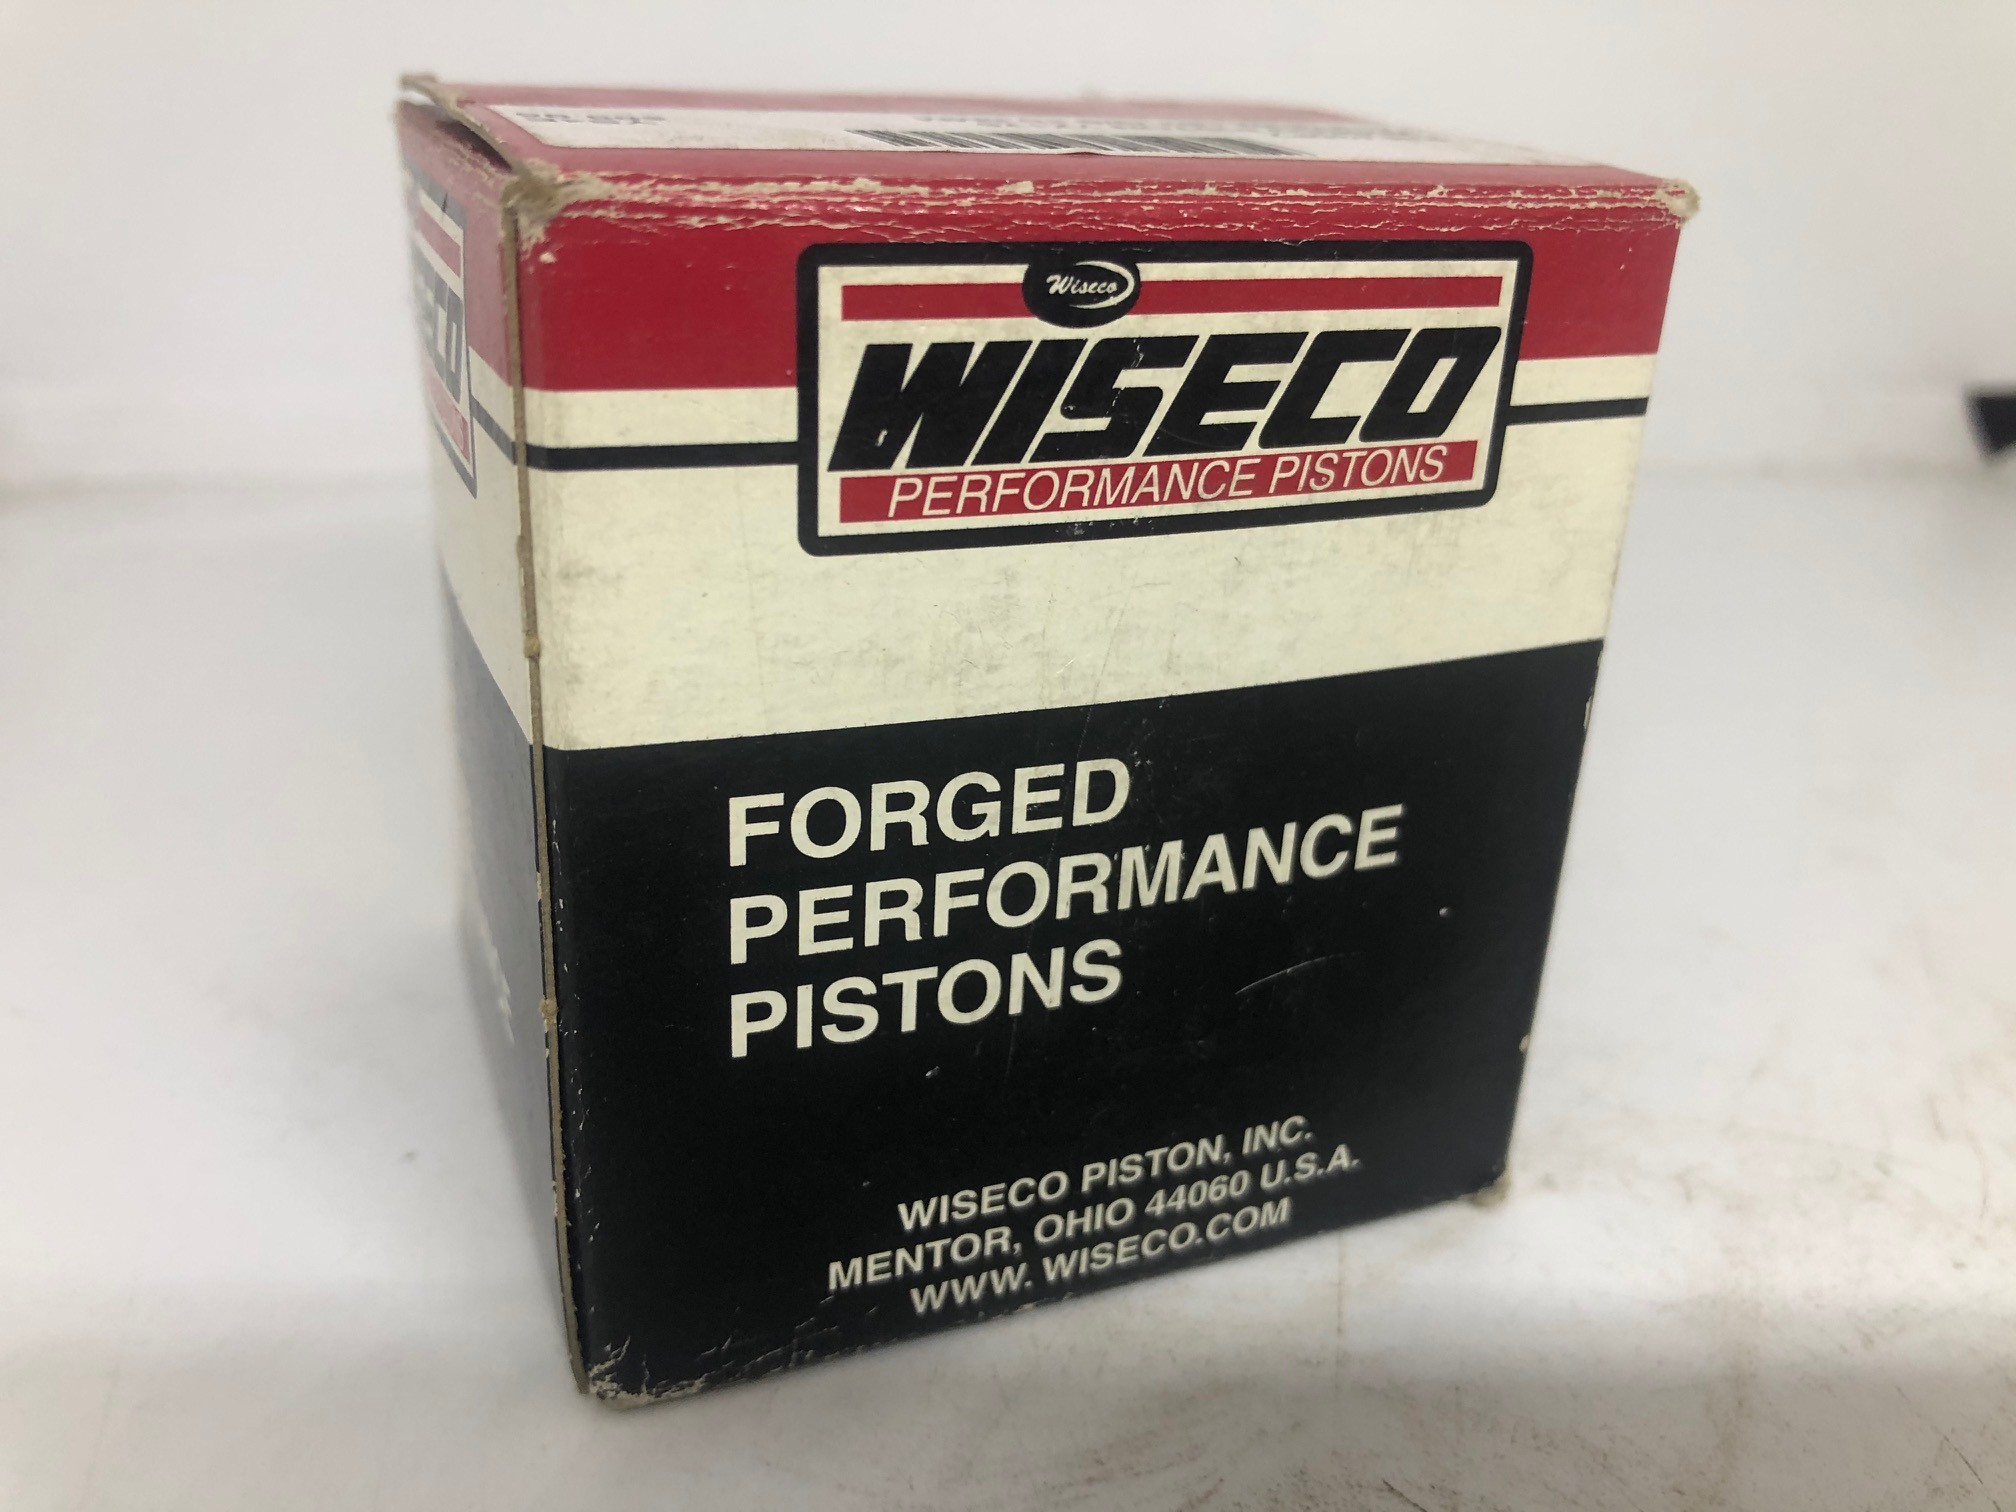 Wiseco
WISECO
PERFORMANCE PISTONS
FORGED
PERFORMANCE
PISTONS
WISECO PISTON, INC.
MENTOR, OHIO 44060 U.S.A.
WWW. WISECO.COM